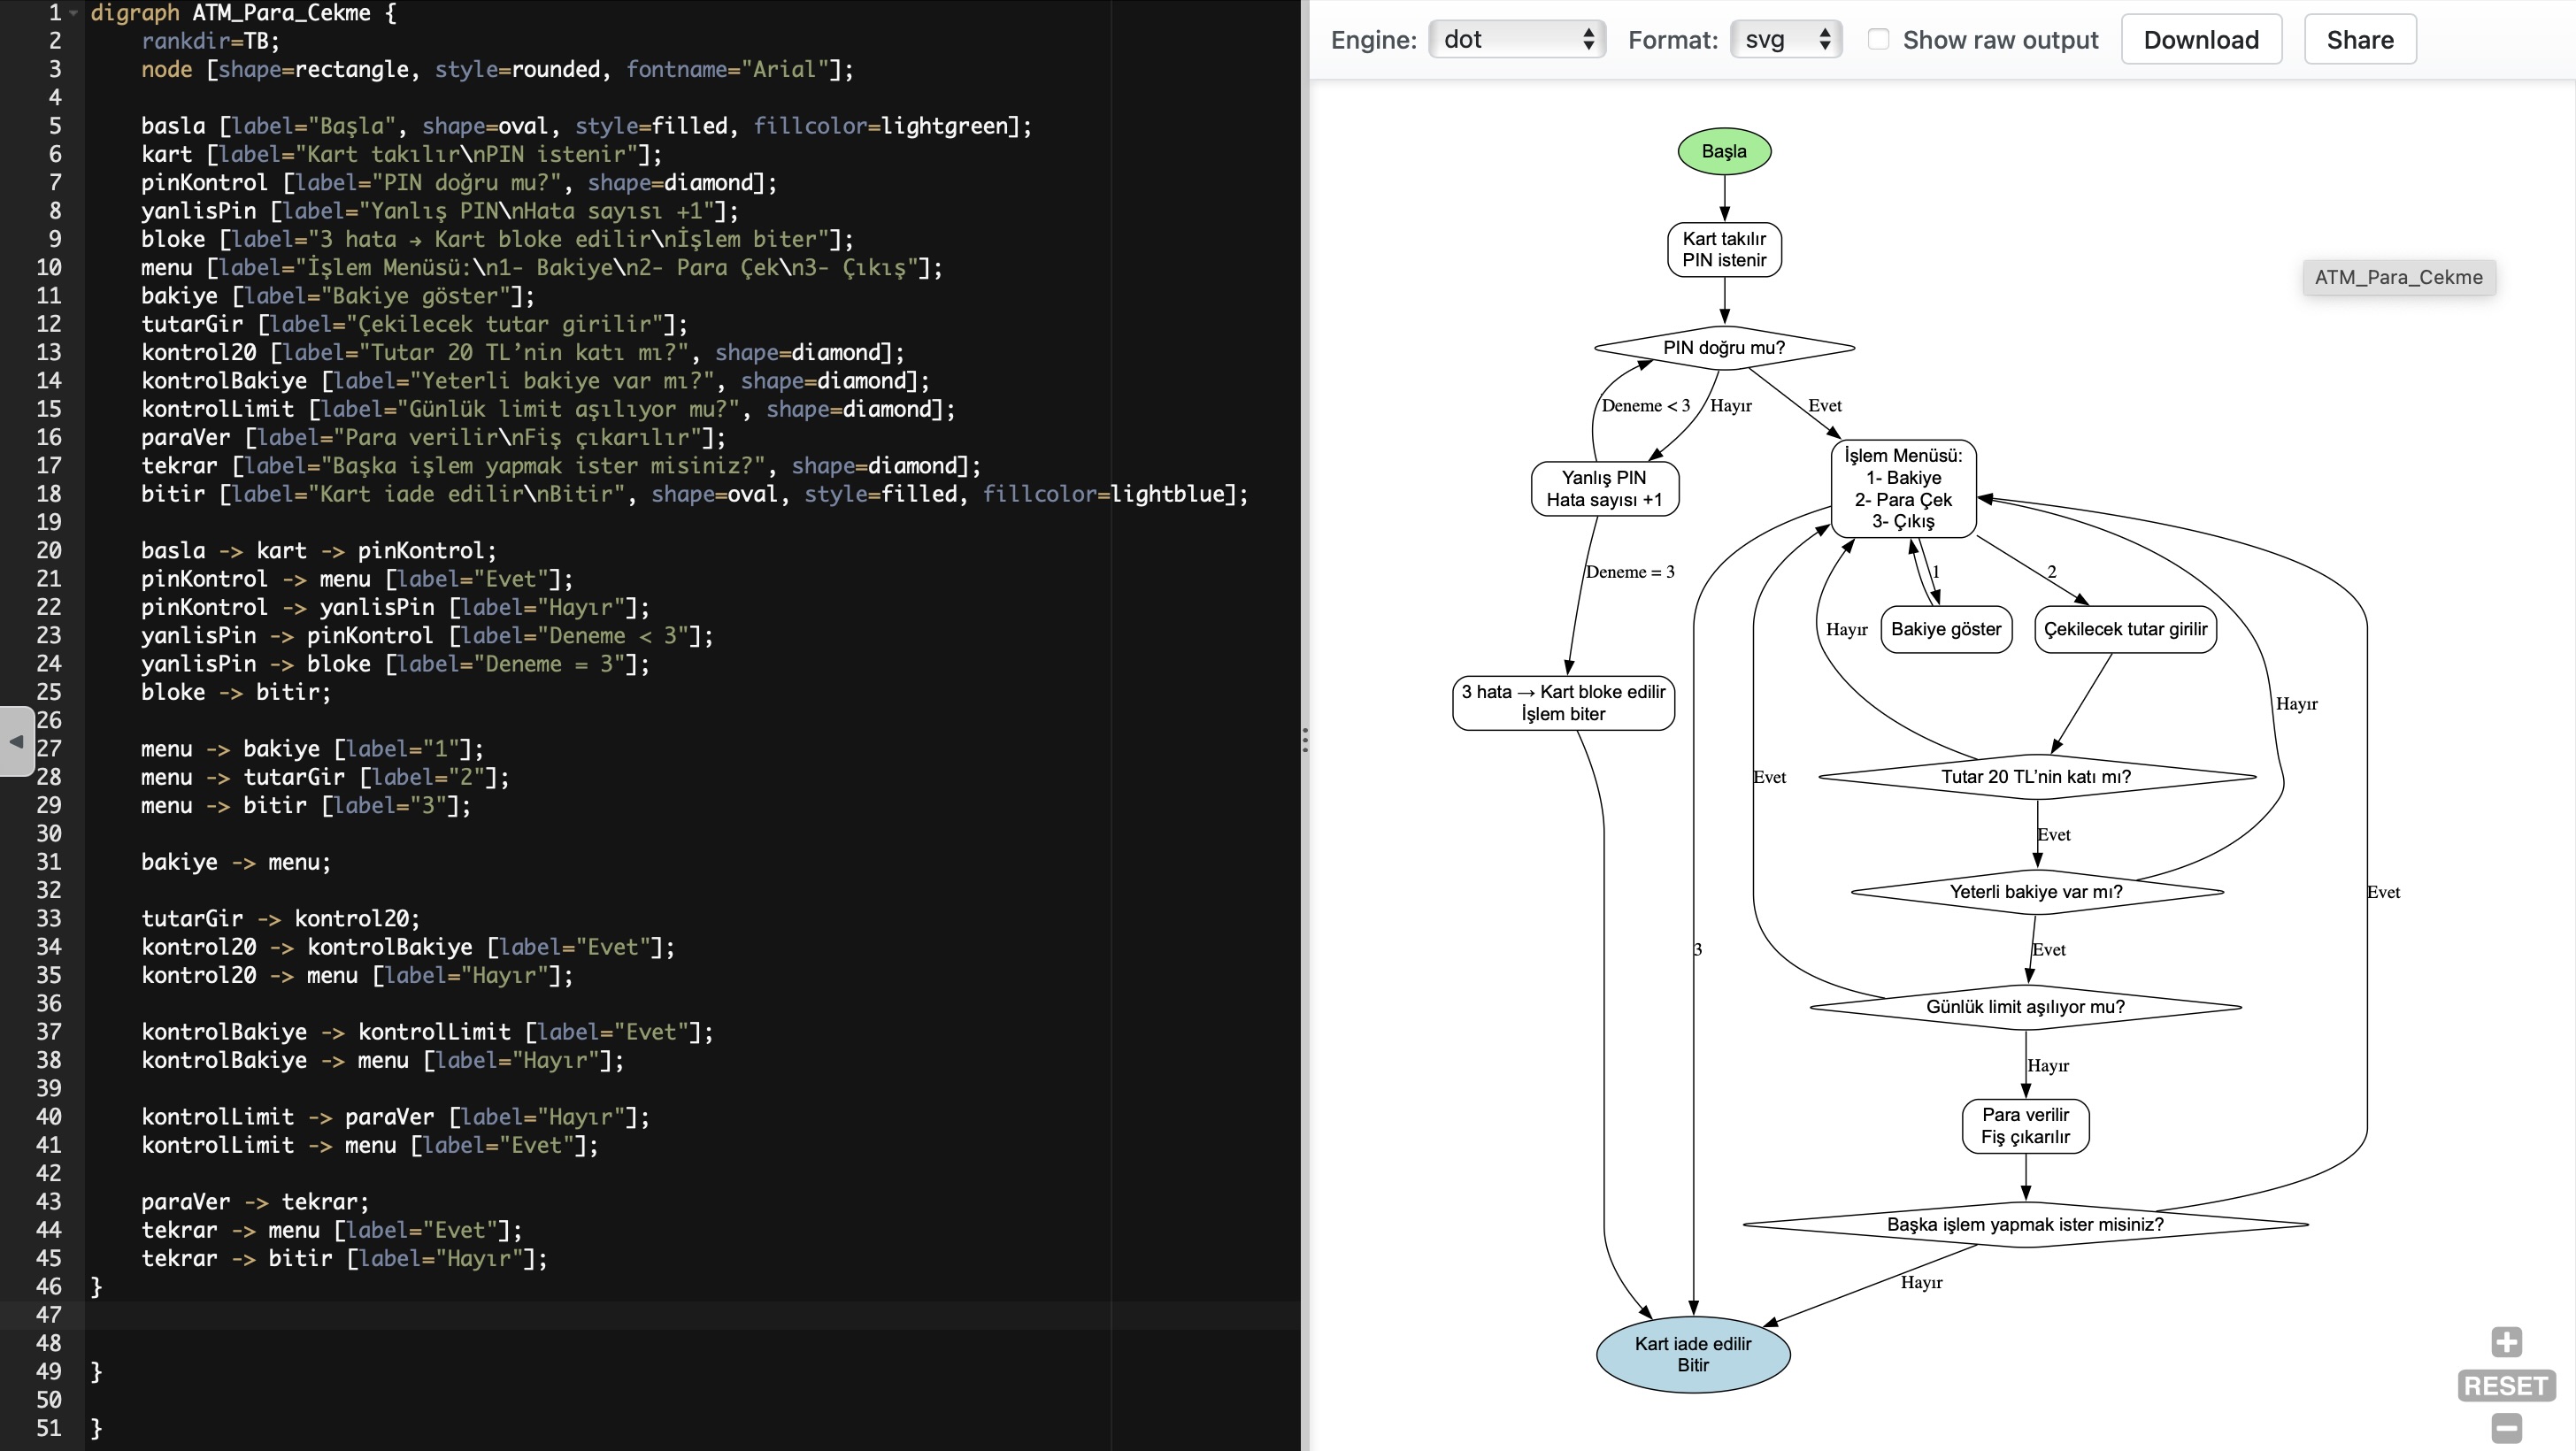 1 digraph ATM_Para_Cekme {
2 rankdir=TB;
3 node [shape=rectangle, style=rounded, fontname="Arial"];
4
5 basla [label="Başla", shape=oval, style=filled, fillcolor=lightgreen];
6 kart [label="Kart takılır\nPIN istenir"];
7 pinKontrol [label="PIN doğru mu?", shape=diamond];
8 yanlisPin [label="Yanlış PIN\nHata sayısı +1"];
9 bloke [label="3 hata → Kart bloke edilir\nİşlem biter"];
10 menu [label="İşlem Menüsü:\n1- Bakiye\n2- Para Çek\n3- Çıkış"];
11 bakiye [label="Bakiye göster"];
12 tutarGir [label="Çekilecek tutar girilir"];
13 kontrol20 [label="Tutar 20 TL’nin katı mı?", shape=diamond];
14 kontrolBakiye [label="Yeterli bakiye var mı?", shape=diamond];
15 kontrolLimit [label="Günlük limit aşılıyor mu?", shape=diamond];
16 paraVer [label="Para verilir\nFiş çıkarılır"];
17 tekrar [label="Başka işlem yapmak ister misiniz?", shape=diamond];
18 bitir [label="Kart iade edilir\nBitir", shape=oval, style=filled, fillcolor=lightblue];
19
20 basla -> kart -> pinKontrol;
21 pinKontrol -> menu [label="Evet"];
22 pinKontrol -> yanlisPin [label="Hayır"];
23 yanlisPin -> pinKontrol [label="Deneme < 3"];
24 yanlisPin -> bloke [label="Deneme = 3"];
25 bloke -> bitir;
26
27 menu -> bakiye [label="1"];
28 menu -> tutarGir [label="2"];
29 menu -> bitir [label="3"];
30
31 bakiye -> menu;
32
33 tutarGir -> kontrol20;
34 kontrol20 -> kontrolBakiye [label="Evet"];
35 kontrol20 -> menu [label="Hayır"];
36
37 kontrolBakiye -> kontrolLimit [label="Evet"];
38 kontrolBakiye -> menu [label="Hayır"];
39
40 kontrolLimit -> paraVer [label="Hayır"];
41 kontrolLimit -> menu [label="Evet"];
42
43 paraVer -> tekrar;
44 tekrar -> menu [label="Evet"];
45 tekrar -> bitir [label="Hayır"];
46 }
47
48
49 }
50
51 }
Engine: dot Format: svg Show raw output Download Share
ATM_Para_Cekme
Başla
Kart takılır
PIN istenir
PIN doğru mu?
Deneme < 3
Hayır
Evet
Yanlış PIN
Hata sayısı +1
İşlem Menüsü:
1- Bakiye
2- Para Çek
3- Çıkış
Deneme = 3
1
2
Hayır
Bakiye göster
Çekilecek tutar girilir
3 hata → Kart bloke edilir
İşlem biter
Hayır
Evet
Tutar 20 TL’nin katı mı?
Evet
Yeterli bakiye var mı?
Evet
3
Evet
Günlük limit aşılıyor mu?
Hayır
Para verilir
Fiş çıkarılır
Başka işlem yapmak ister misiniz?
Hayır
Kart iade edilir
Bitir
RESET